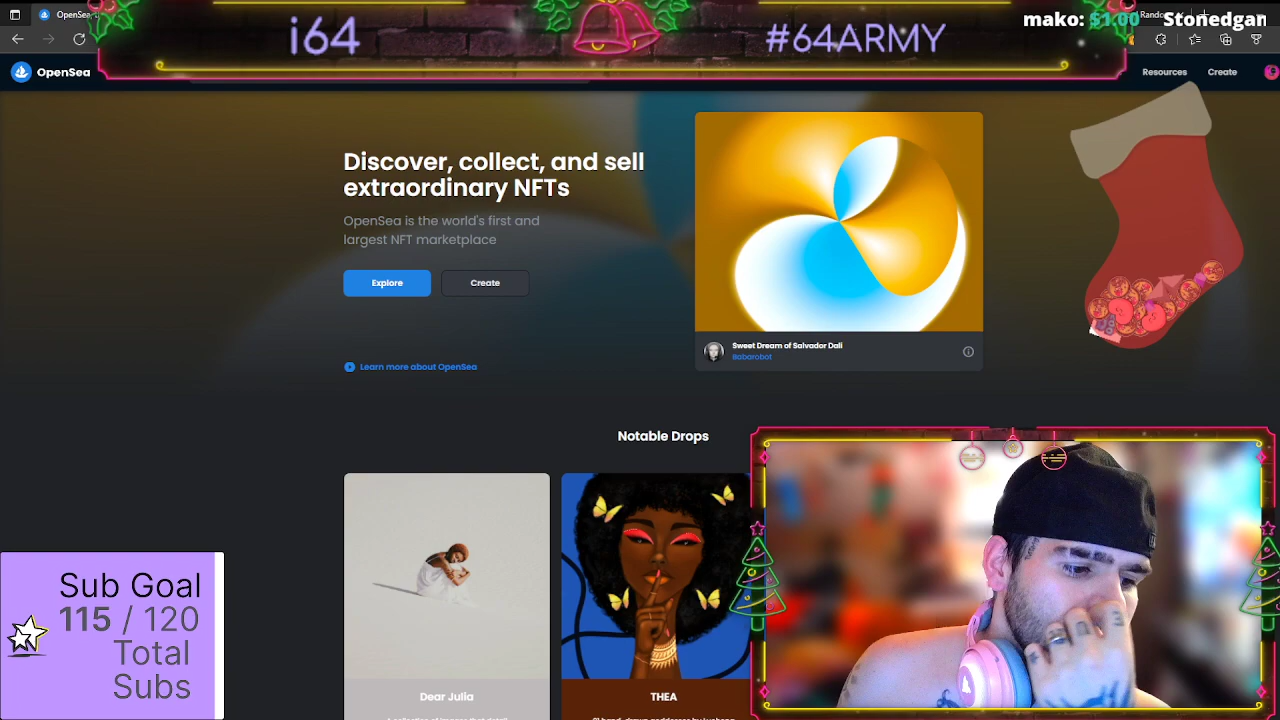 OpenSea
i64
#64ARMY
mako: $1.00 Stonedgan
OpenSea
Resources
Create
Discover, collect, and sell
extraordinary NFTs
OpenSea is the world's first and
largest NFT marketplace
Explore
Create
Learn more about OpenSea
Sweet Dream of Salvador Dali
Babarobot
Notable Drops
Dear Julia
THEA
Sub Goal
115 / 120
Total
Subs